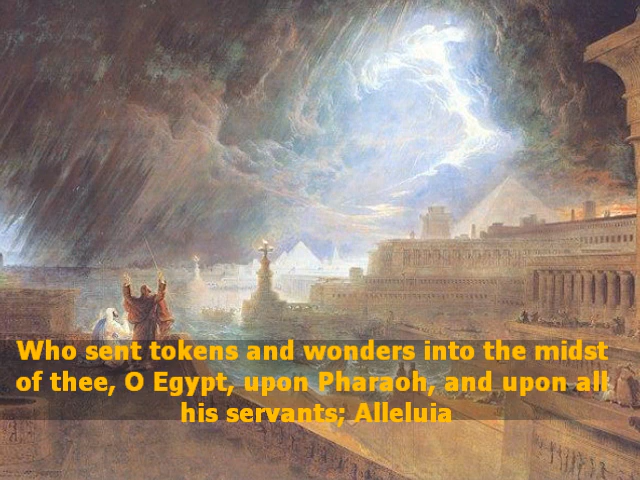 Who sent tokens and wonders into the midst
of thee, O Egypt, upon Pharaoh, and upon all
his servants; Alleluia